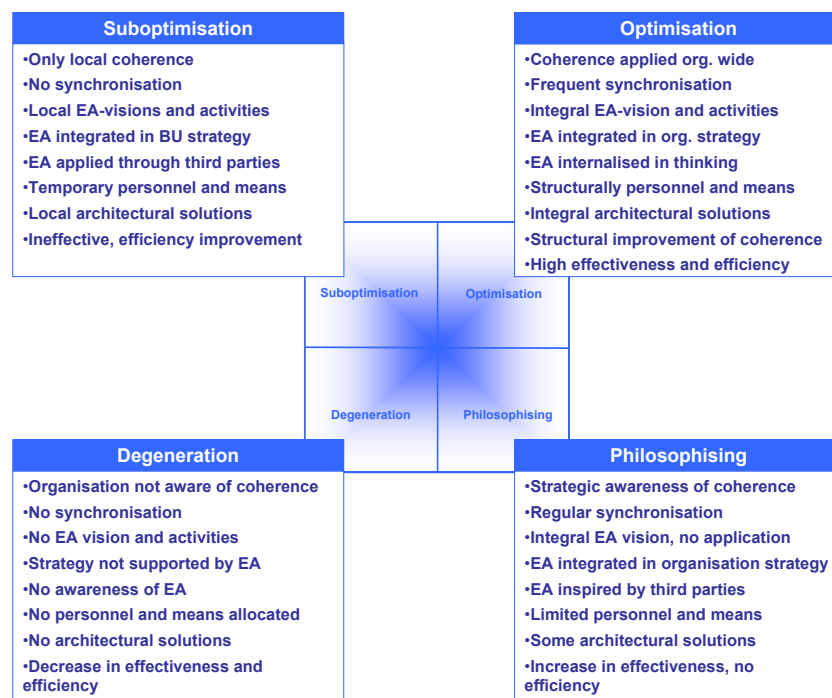 Suboptimisation
•Only local coherence
•No synchronisation
•Local EA-visions and activities
•EA integrated in BU strategy
•EA applied through third parties
•Temporary personnel and means
•Local architectural solutions
•Ineffective, efficiency improvement
Optimisation
•Coherence applied org. wide
•Frequent synchronisation
•Integral EA-vision and activities
•EA integrated in org. strategy
•EA internalised in thinking
•Structurally personnel and means
•Integral architectural solutions
•Structural improvement of coherence
•High effectiveness and efficiency
Suboptimisation
Optimisation
Degeneration
Philosophising
Degeneration
•Organisation not aware of coherence
•No synchronisation
•No EA vision and activities
•Strategy not supported by EA
•No awareness of EA
•No personnel and means allocated
•No architectural solutions
•Decrease in effectiveness and
efficiency
Philosophising
•Strategic awareness of coherence
•Regular synchronisation
•Integral EA vision, no application
•EA integrated in organisation strategy
•EA inspired by third parties
•Limited personnel and means
•Some architectural solutions
•Increase in effectiveness, no
efficiency